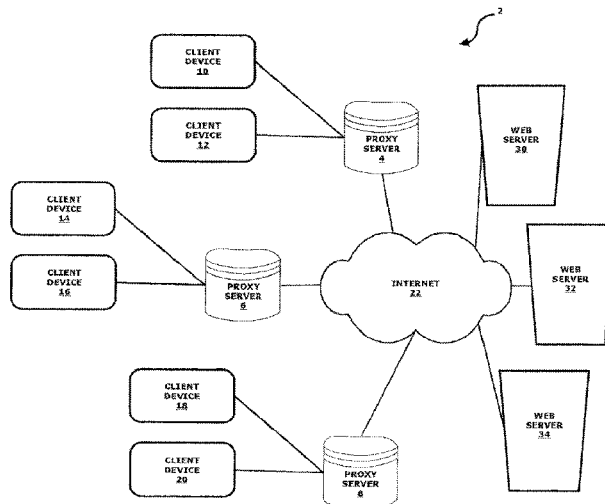 2
CLIENT
DEVICE
10
CLIENT
DEVICE
12
PROXY
SERVER
4
WEB
SERVER
30
CLIENT
DEVICE
14
CLIENT
DEVICE
16
PROXY
SERVER
6
INTERNET
22
WEB
SERVER
32
CLIENT
DEVICE
18
CLIENT
DEVICE
20
PROXY
SERVER
WEB
SERVER
34